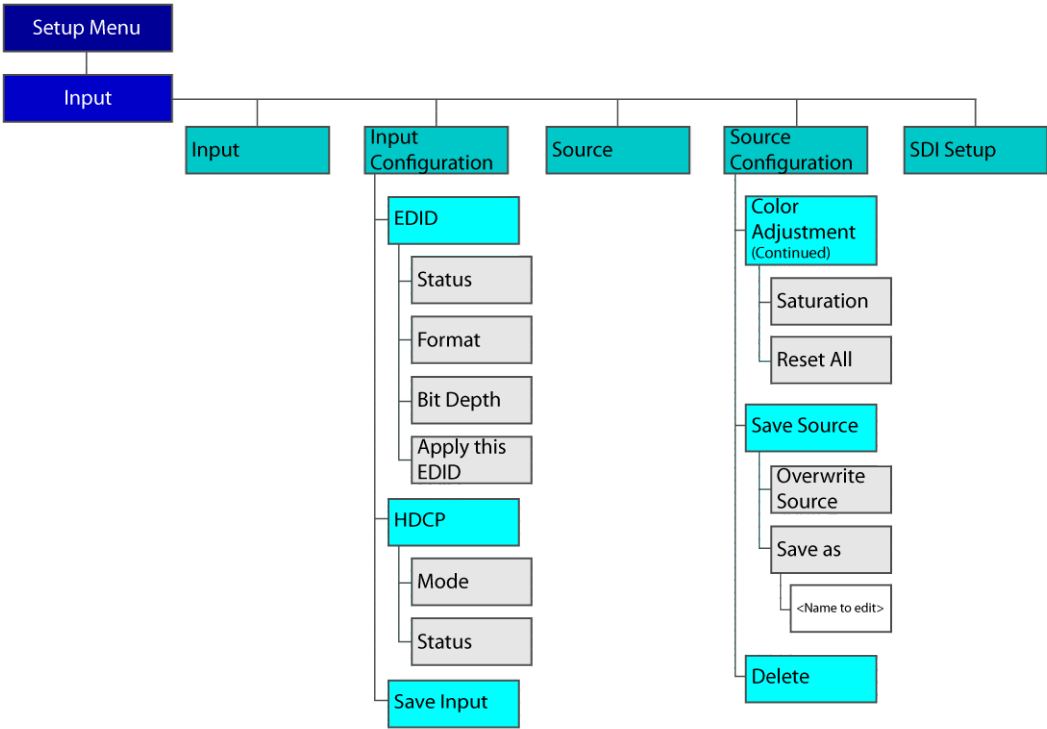 Setup Menu
Input
Input
Input
Configuration
Source
Source
Configuration
SDI Setup
EDID
Status
Format
Bit Depth
Apply this
EDID
HDCP
Mode
Status
Save Input
Color
Adjustment
(Continued)
Saturation
Reset All
Save Source
Overwrite
Source
Save as
<Name to edit>
Delete